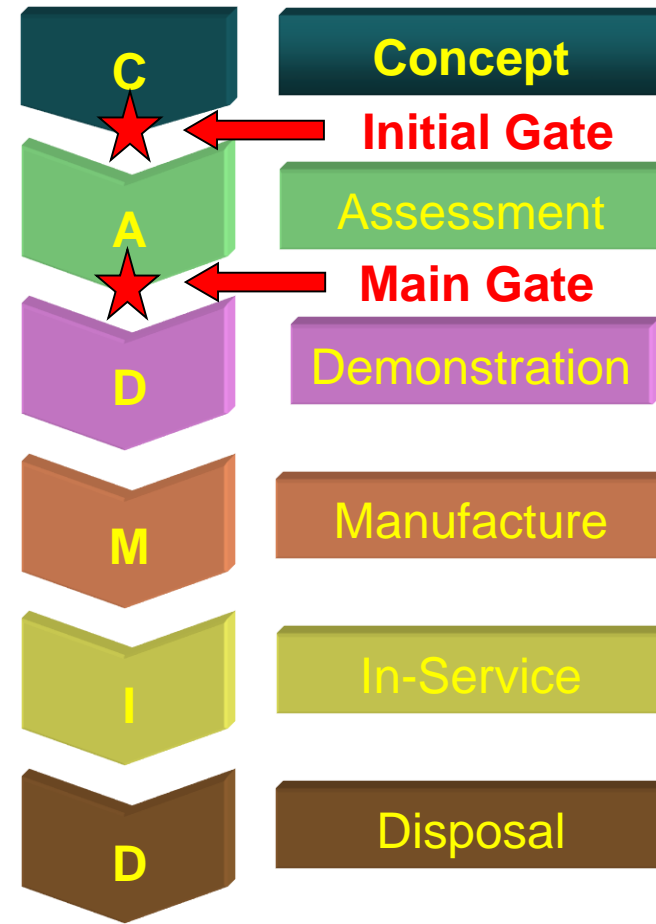 C
Concept
Initial Gate
A
Assessment
Main Gate
D
Demonstration
M
Manufacture
I
In-Service
D
Disposal